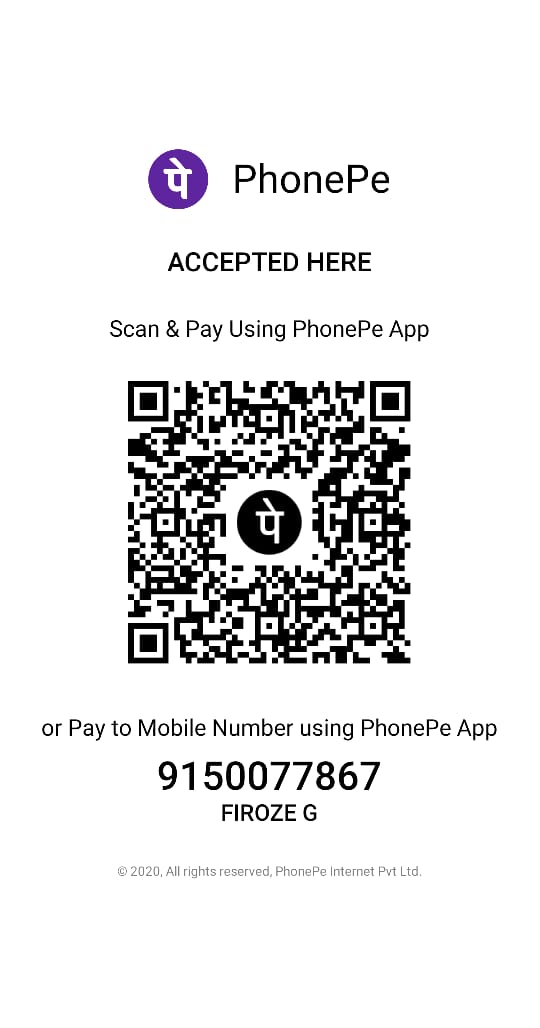 पे PhonePe
ACCEPTED HERE
Scan & Pay Using PhonePe App
पे
or Pay to Mobile Number using PhonePe App
9150077867
FIROZE G
© 2020, All rights reserved, PhonePe Internet Pvt Ltd.